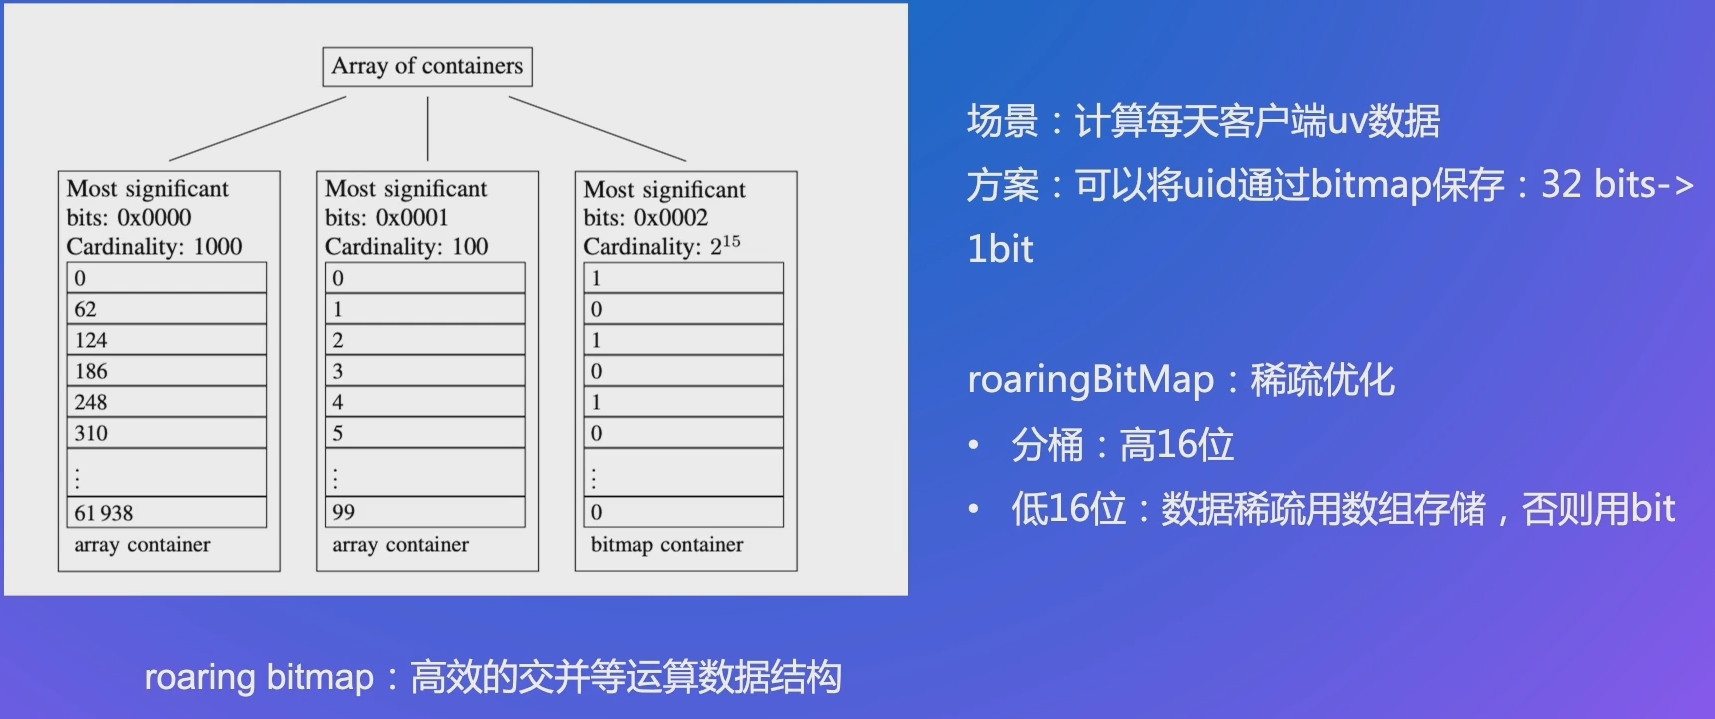 Array of containers
Most significant
bits: 0x0000
Cardinality: 1000
0
62
124
186
248
310
⋮
61 938
array container
Most significant
bits: 0x0001
Cardinality: 100
0
1
2
3
4
5
⋮
99
array container
Most significant
bits: 0x0002
Cardinality: 2¹⁵
1
0
1
0
1
0
⋮
0
bitmap container
roaring bitmap：高效的交并等运算数据结构
场景：计算每天客户端uv数据
方案：可以将uid通过bitmap保存：32 bits->
1bit
roaringBitMap：稀疏优化
• 分桶：高16位
• 低16位：数据稀疏用数组存储，否则用bit